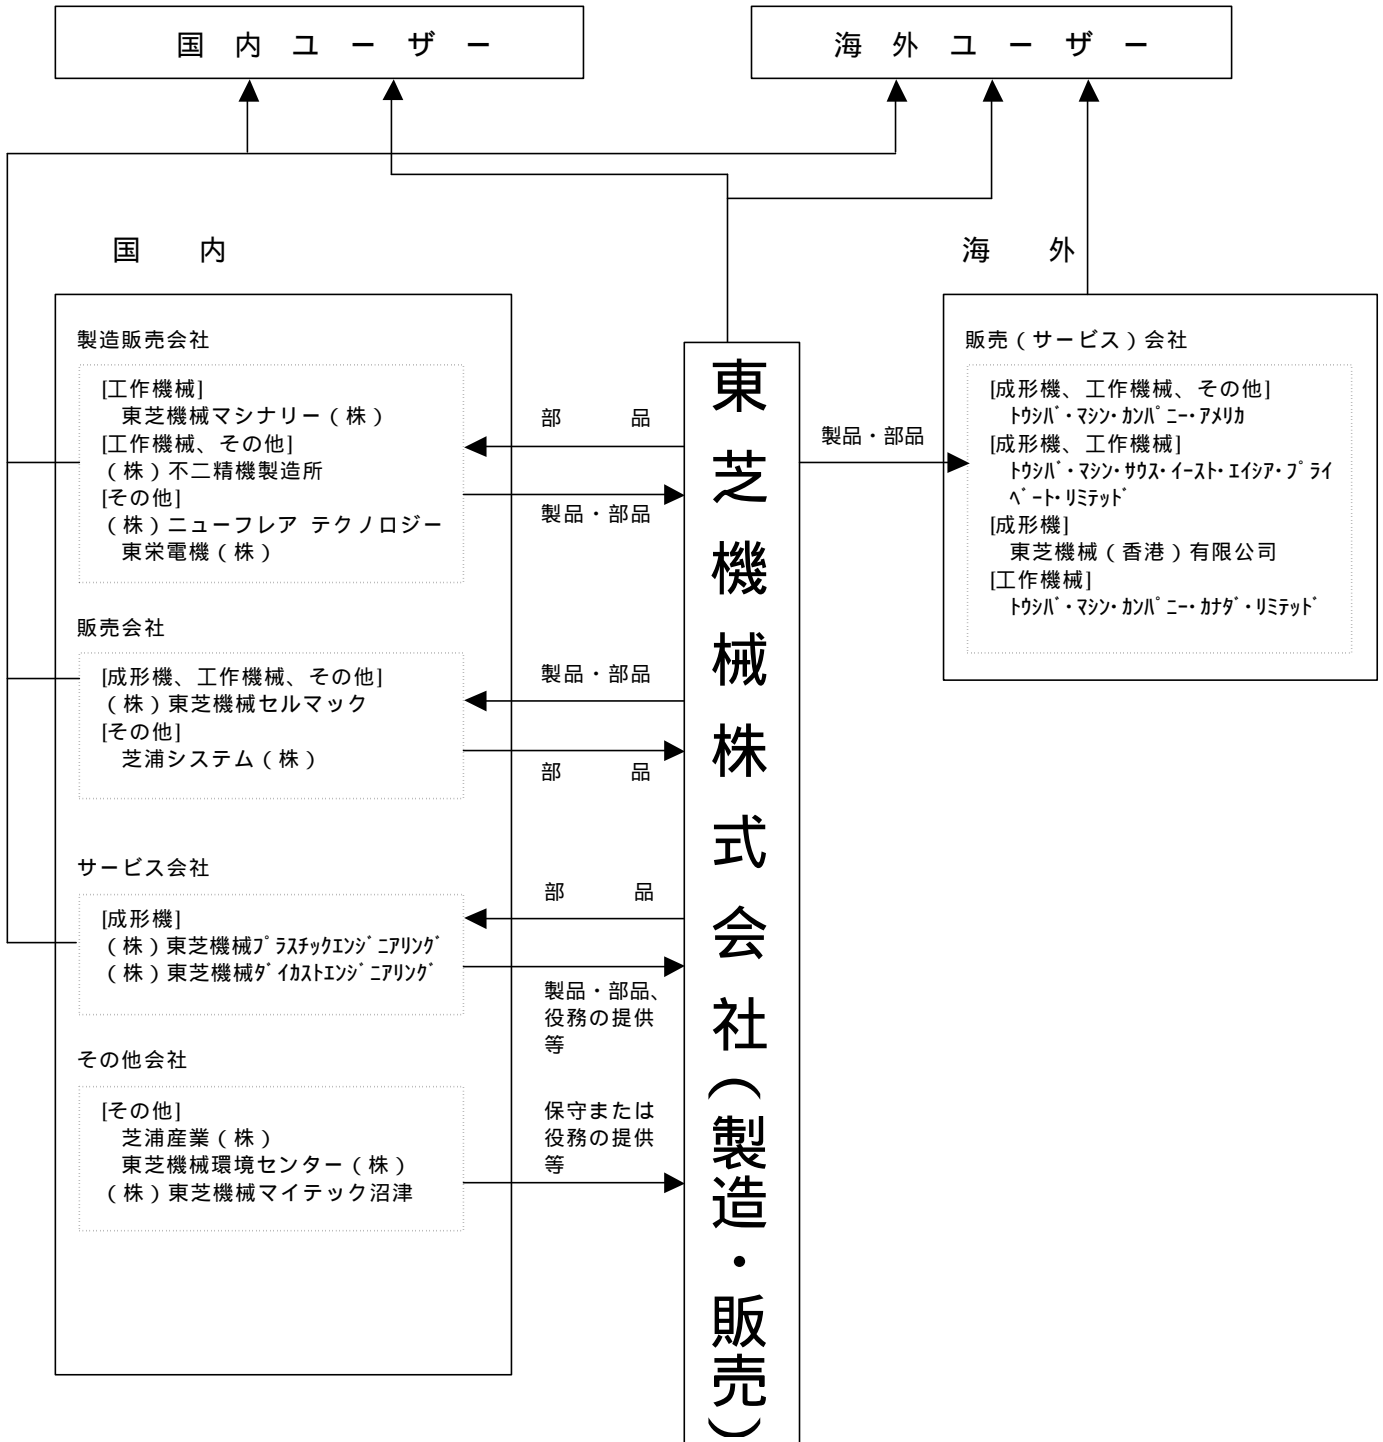 国 内 ユ ー ザ ー
海 外 ユ ー ザ ー
国 内
海 外
製造販売会社
[工作機械]
東芝機械マシナリー（株）
[工作機械、その他]
（株）不二精機製造所
[その他]
（株）ニューフレア テクノロジー
東栄電機（株）
販売会社
[成形機、工作機械、その他]
（株）東芝機械セルマック
[その他]
芝浦システム（株）
サービス会社
[成形機]
（株）東芝機械ﾌﾟﾗｽﾁｯｸｴﾝｼﾞﾆｱﾘﾝｸﾞ
（株）東芝機械ﾀﾞｲｶｽﾄｴﾝｼﾞﾆｱﾘﾝｸﾞ
その他会社
[その他]
芝浦産業（株）
東芝機械環境センター（株）
（株）東芝機械マイテック沼津
部 品
製品・部品
製品・部品
部 品
部 品
製品・部品、
役務の提供
等
保守または
役務の提供
等
東芝機械株式会社（製造・販売）
製品・部品
販売（サービス）会社
[成形機、工作機械、その他]
ﾄｳｼﾊﾞ・ﾏｼﾝ・ｶﾝﾊﾟﾆｰ・ｱﾒﾘｶ
[成形機、工作機械]
ﾄｳｼﾊﾞ・ﾏｼﾝ・ｻｳｽ・ｲｰｽﾄ・ｴｲｼｱ・ﾌﾟﾗｲ
ﾍﾞｰﾄ・ﾘﾐﾃｯﾄﾞ
[成形機]
東芝機械（香港）有限公司
[工作機械]
ﾄｳｼﾊﾞ・ﾏｼﾝ・ｶﾝﾊﾟﾆｰ・ｶﾅﾀﾞ・ﾘﾐﾃｯﾄﾞ